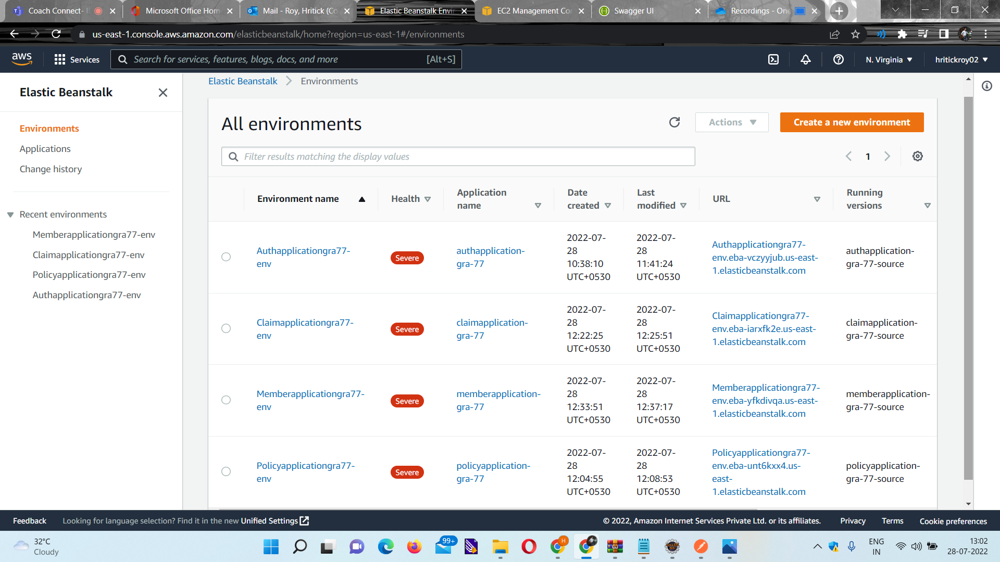 Coach Connect- I
Microsoft Office Hom
Mail - Roy, Hritick (Co
Elastic Beanstalk Envi
EC2 Management Co
Swagger UI
Recordings - One
us-east-1.console.aws.amazon.com/elasticbeanstalk/home?region=us-east-1#/environments
aws
Services
Search for services, features, blogs, docs, and more
[Alt+S]
N. Virginia
hritickroy02
Elastic Beanstalk
Environments
Applications
Change history
Recent environments
Memberapplicationgra77-env
Claimapplicationgra77-env
Policyapplicationgra77-env
Authapplicationgra77-env
Elastic Beanstalk
Environments
All environments
Actions
Create a new environment
Filter results matching the display values
1
Environment name
Health
Application
name
Date
created
Last
modified
URL
Running
versions
Authapplicationgra77-
env
Severe
authapplication-
gra-77
2022-07-
28
10:38:10
UTC+0530
2022-07-
28
11:41:24
UTC+0530
Authapplicationgra77-
env.eba-vczyyjub.us-east-
1.elasticbeanstalk.com
authapplication-
gra-77-source
Claimapplicationgra77-
env
Severe
claimapplication-
gra-77
2022-07-
28
12:22:25
UTC+0530
2022-07-
28
12:25:51
UTC+0530
Claimapplicationgra77-
env.eba-iarxfk2e.us-east-
1.elasticbeanstalk.com
claimapplication-
gra-77-source
Memberapplicationgra77-
env
Severe
memberapplication-
gra-77
2022-07-
28
12:33:51
UTC+0530
2022-07-
28
12:37:17
UTC+0530
Memberapplicationgra77-
env.eba-yfkdivqa.us-east-
1.elasticbeanstalk.com
memberapplication-
gra-77-source
Policyapplicationgra77-
env
Severe
policyapplication-
gra-77
2022-07-
28
12:04:55
UTC+0530
2022-07-
28
12:08:53
UTC+0530
Policyapplicationgra77-
env.eba-unt6kxx4.us-
east-
1.elasticbeanstalk.com
policyapplication-
gra-77-source
Feedback
Looking for language selection? Find it in the new Unified Settings
© 2022, Amazon Internet Services Private Ltd. or its affiliates.
Privacy
Terms
Cookie preferences
32°C
Cloudy
99+
H
ENG
IN
13:02
28-07-2022